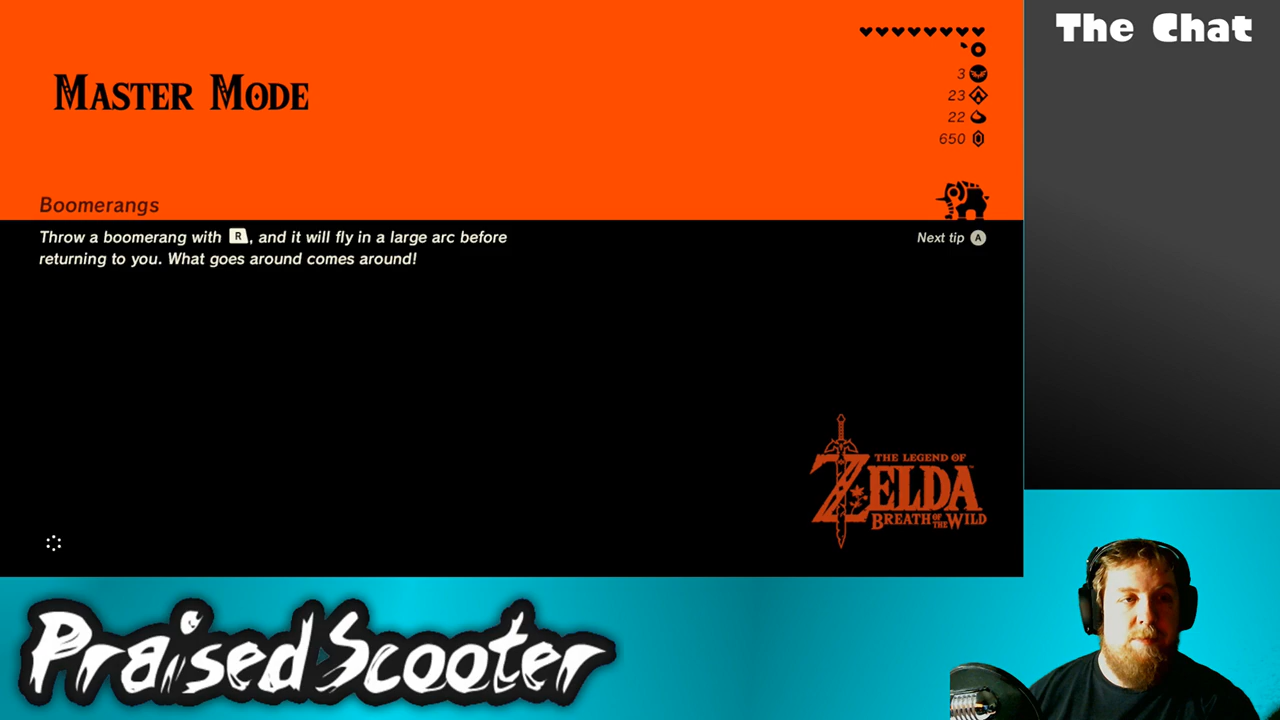 The Chat
MASTER MODE
3
23
22
650
Boomerangs
Throw a boomerang with R, and it will fly in a large arc before
returning to you. What goes around comes around!
Next tip A
THE LEGEND OF
ZELDA
BREATH OF THE WILD
PraisedScooter